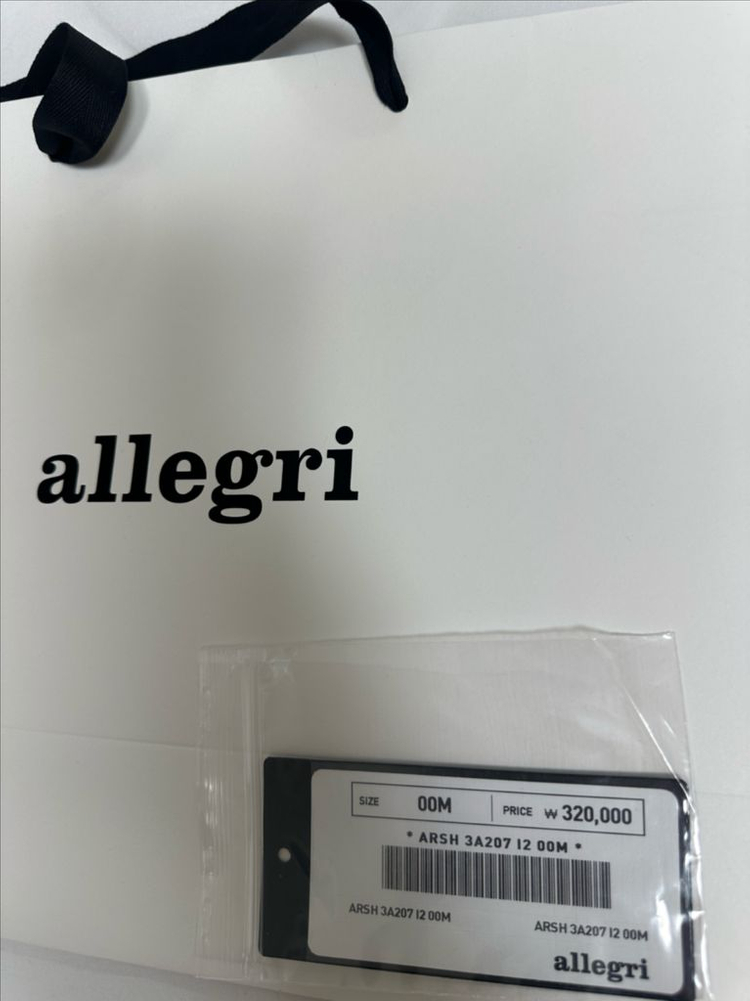 allegri
SIZE 00M PRICE ₩ 320,000
* ARSH 3A207 I2 00M *
ARSH 3A207 I2 00M
ARSH 3A207 I2 00M
allegri